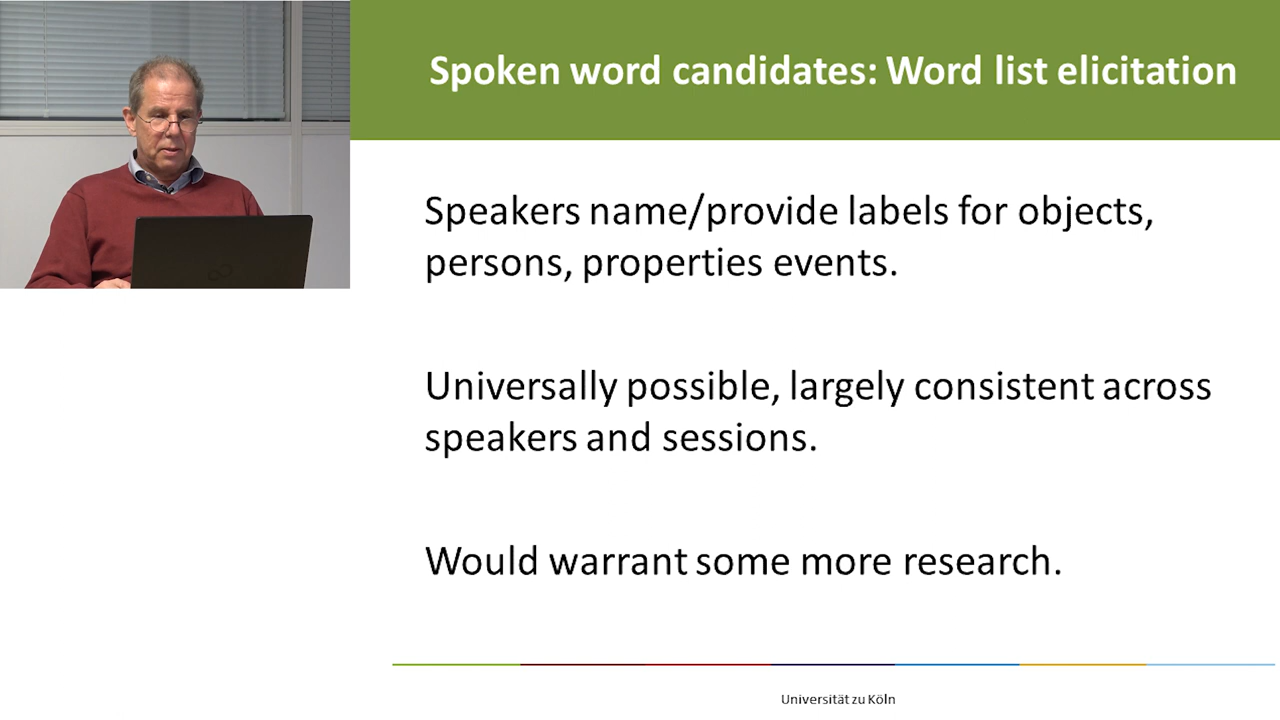 Spoken word candidates: Word list elicitation
Speakers name/provide labels for objects,
persons, properties events.
Universally possible, largely consistent across
speakers and sessions.
Would warrant some more research.
Universität zu Köln